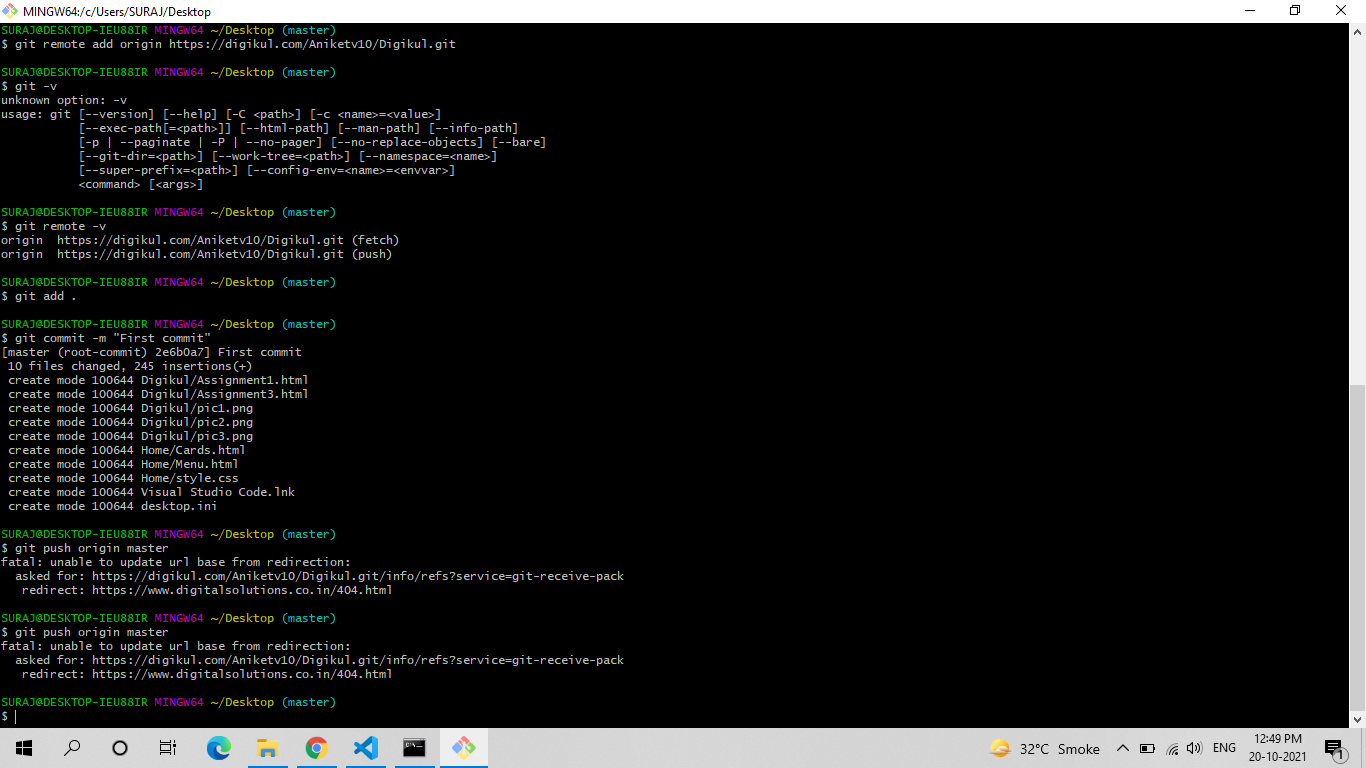 MINGW64:/c/Users/SURAJ/Desktop
SURAJ@DESKTOP-IEU88IR MINGW64 ~/Desktop (master)
$ git remote add origin https://digikul.com/Aniketv10/Digikul.git
SURAJ@DESKTOP-IEU88IR MINGW64 ~/Desktop (master)
$ git -v
unknown option: -v
usage: git [--version] [--help] [-C <path>] [-c <name>=<value>]
[--exec-path[=<path>]] [--html-path] [--man-path] [--info-path]
[-p | --paginate | -P | --no-pager] [--no-replace-objects] [--bare]
[--git-dir=<path>] [--work-tree=<path>] [--namespace=<name>]
[--super-prefix=<path>] [--config-env=<name>=<envvar>]
<command> [<args>]
SURAJ@DESKTOP-IEU88IR MINGW64 ~/Desktop (master)
$ git remote -v
origin  https://digikul.com/Aniketv10/Digikul.git (fetch)
origin  https://digikul.com/Aniketv10/Digikul.git (push)
SURAJ@DESKTOP-IEU88IR MINGW64 ~/Desktop (master)
$ git add .
SURAJ@DESKTOP-IEU88IR MINGW64 ~/Desktop (master)
$ git commit -m "First commit"
[master (root-commit) 2e6b0a7] First commit
10 files changed, 245 insertions(+)
create mode 100644 Digikul/Assignment1.html
create mode 100644 Digikul/Assignment3.html
create mode 100644 Digikul/pic1.png
create mode 100644 Digikul/pic2.png
create mode 100644 Digikul/pic3.png
create mode 100644 Home/Cards.html
create mode 100644 Home/Menu.html
create mode 100644 Home/style.css
create mode 100644 Visual Studio Code.lnk
create mode 100644 desktop.ini
SURAJ@DESKTOP-IEU88IR MINGW64 ~/Desktop (master)
$ git push origin master
fatal: unable to update url base from redirection:
asked for: https://digikul.com/Aniketv10/Digikul.git/info/refs?service=git-receive-pack
redirect: https://www.digitalsolutions.co.in/404.html
SURAJ@DESKTOP-IEU88IR MINGW64 ~/Desktop (master)
$ git push origin master
fatal: unable to update url base from redirection:
asked for: https://digikul.com/Aniketv10/Digikul.git/info/refs?service=git-receive-pack
redirect: https://www.digitalsolutions.co.in/404.html
SURAJ@DESKTOP-IEU88IR MINGW64 ~/Desktop (master)
$
32°C Smoke
ENG
12:49 PM
20-10-2021
1